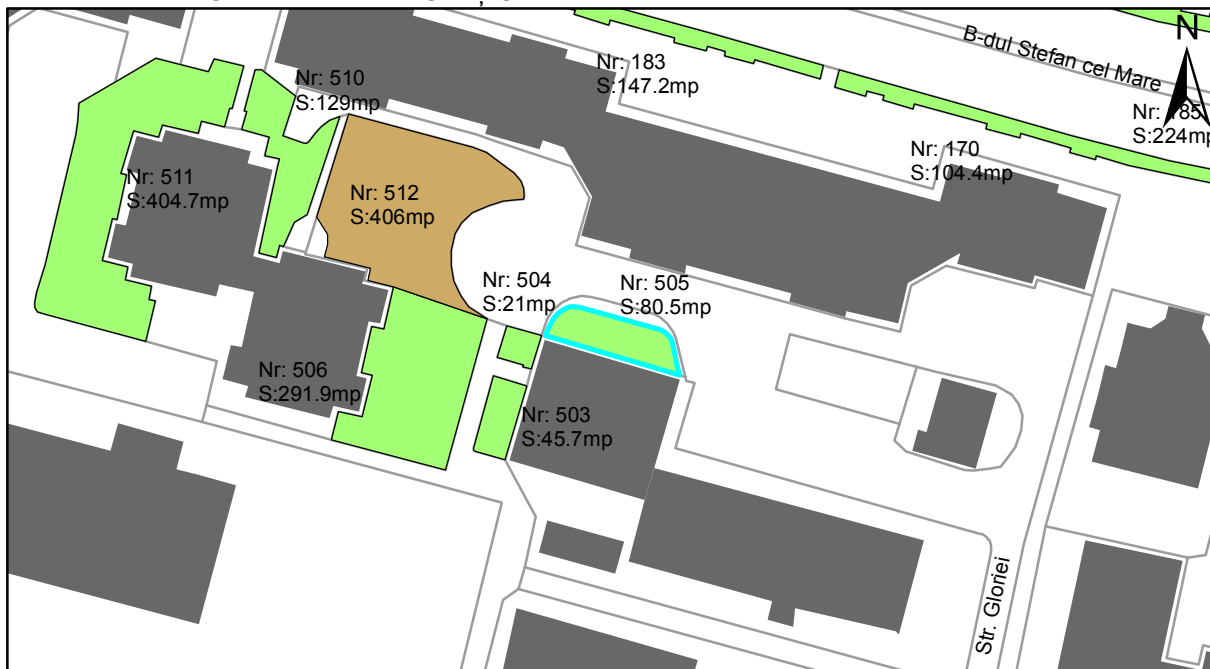 B-dul Stefan cel Mare
N
Nr: 183
S:147.2mp
Nr: 510
S:129mp
Nr: 185
S:224mp
Nr: 170
S:104.4mp
Nr: 511
S:404.7mp
Nr: 512
S:406mp
Nr: 504
S:21mp
Nr: 505
S:80.5mp
Nr: 506
S:291.9mp
Nr: 503
S:45.7mp
Str. Gloriei